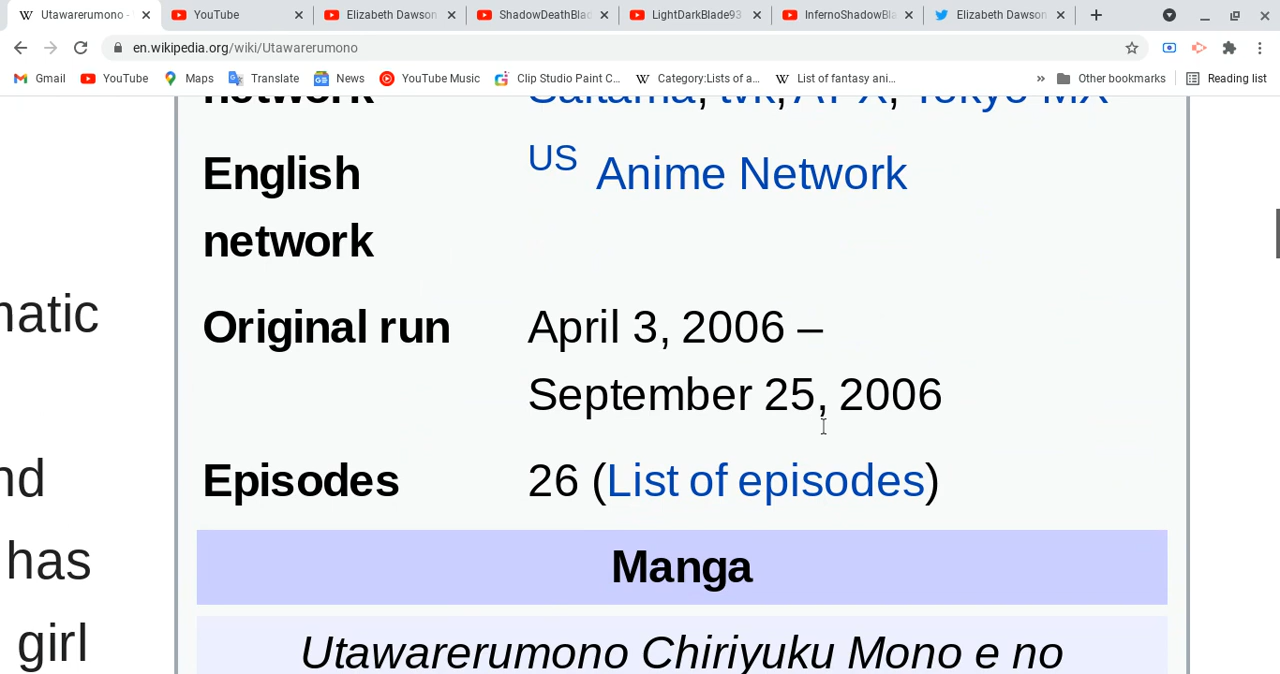 Utawarerumono -
YouTube
Elizabeth Dawson
ShadowDeathBlad
LightDarkBlade93
InfernoShadowBla
Elizabeth Dawson
en.wikipedia.org/wiki/Utawarerumono
Gmail
YouTube
Maps
Translate
News
YouTube Music
Clip Studio Paint C...
Category:Lists of a...
List of fantasy ani...
»
Other bookmarks
Reading list
network
Saitama, tvk, ATX, Tokyo MX
English
network
US Anime Network
Original run
April 3, 2006 –
September 25, 2006
Episodes
26 (List of episodes)
Manga
Utawarerumono Chiriyuku Mono e no
matic
nd
has
girl